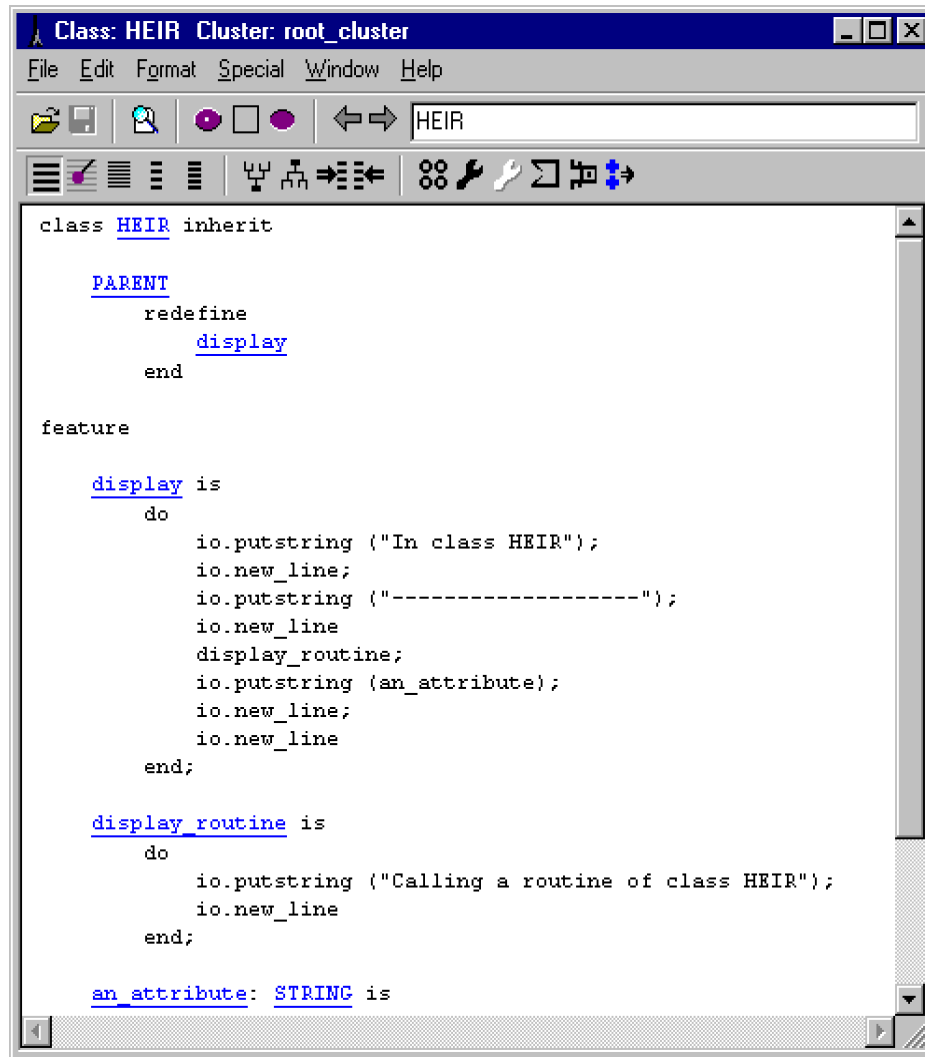 Class: HEIR Cluster: root_cluster
File Edit Format Special Window Help
HEIR
class HEIR inherit
PARENT
redefine
display
end
feature
display is
do
io.putstring ("In class HEIR");
io.new_line;
io.putstring ("-------------------");
io.new_line
display_routine;
io.putstring (an_attribute);
io.new_line;
io.new_line
end;
display_routine is
do
io.putstring ("Calling a routine of class HEIR");
io.new_line
end;
an_attribute: STRING is